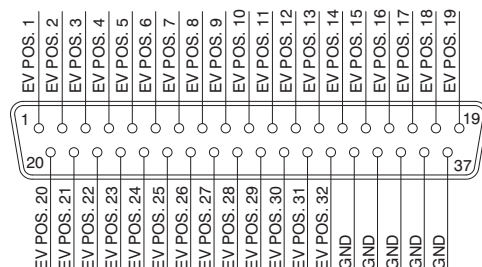 EV POS. 1
EV POS. 2
EV POS. 3
EV POS. 4
EV POS. 5
EV POS. 6
EV POS. 7
EV POS. 8
EV POS. 9
EV POS. 10
EV POS. 11
EV POS. 12
EV POS. 13
EV POS. 14
EV POS. 15
EV POS. 16
EV POS. 17
EV POS. 18
EV POS. 19
1
19
20
37
EV POS. 20
EV POS. 21
EV POS. 22
EV POS. 23
EV POS. 24
EV POS. 25
EV POS. 26
EV POS. 27
EV POS. 28
EV POS. 29
EV POS. 30
EV POS. 31
EV POS. 32
GND
GND
GND
GND
GND